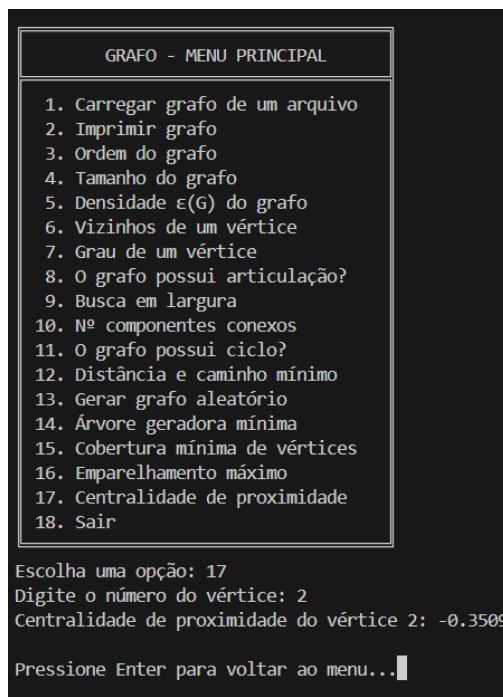 GRAFO - MENU PRINCIPAL
1. Carregar grafo de um arquivo
2. Imprimir grafo
3. Ordem do grafo
4. Tamanho do grafo
5. Densidade ε(G) do grafo
6. Vizinhos de um vértice
7. Grau de um vértice
8. O grafo possui articulação?
9. Busca em largura
10. Nº componentes conexos
11. O grafo possui ciclo?
12. Distância e caminho mínimo
13. Gerar grafo aleatório
14. Árvore geradora mínima
15. Cobertura mínima de vértices
16. Emparelhamento máximo
17. Centralidade de proximidade
18. Sair
Escolha uma opção: 17
Digite o número do vértice: 2
Centralidade de proximidade do vértice 2: -0.3509
Pressione Enter para voltar ao menu...